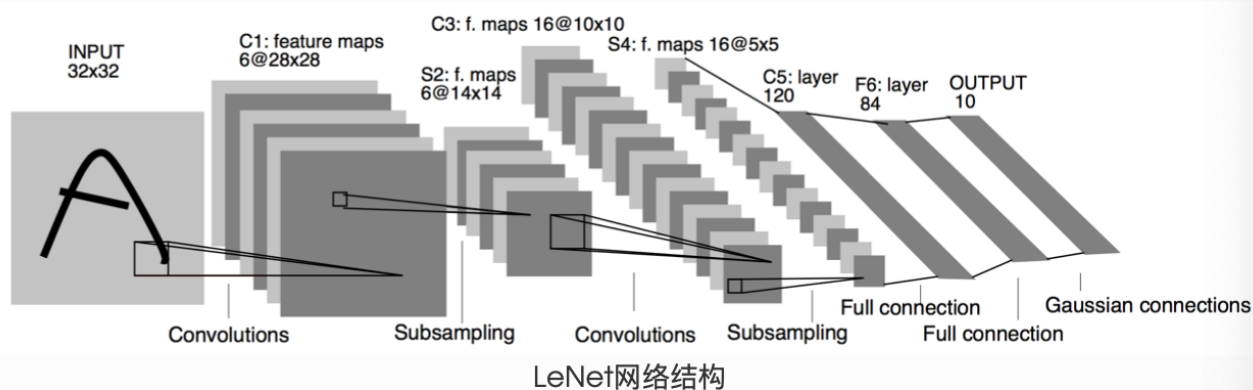 INPUT
32x32
C1: feature maps
6@28x28
S2: f. maps
6@14x14
C3: f. maps 16@10x10
S4: f. maps 16@5x5
C5: layer
120
F6: layer
84
OUTPUT
10
Convolutions
Subsampling
Convolutions
Subsampling
Full connection
Full connection
Gaussian connections
LeNet网络结构